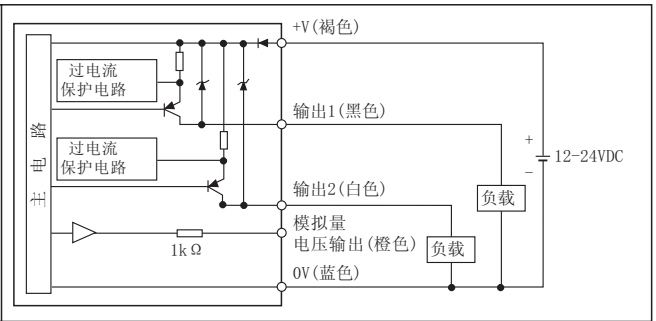 +V(褐色)
过电流
保护电路
输出1(黑色)
主电路
过电流
保护电路
+
12-24VDC
-
输出2(白色)
负载
模拟量
电压输出(橙色)
负载
1kΩ
0V(蓝色)